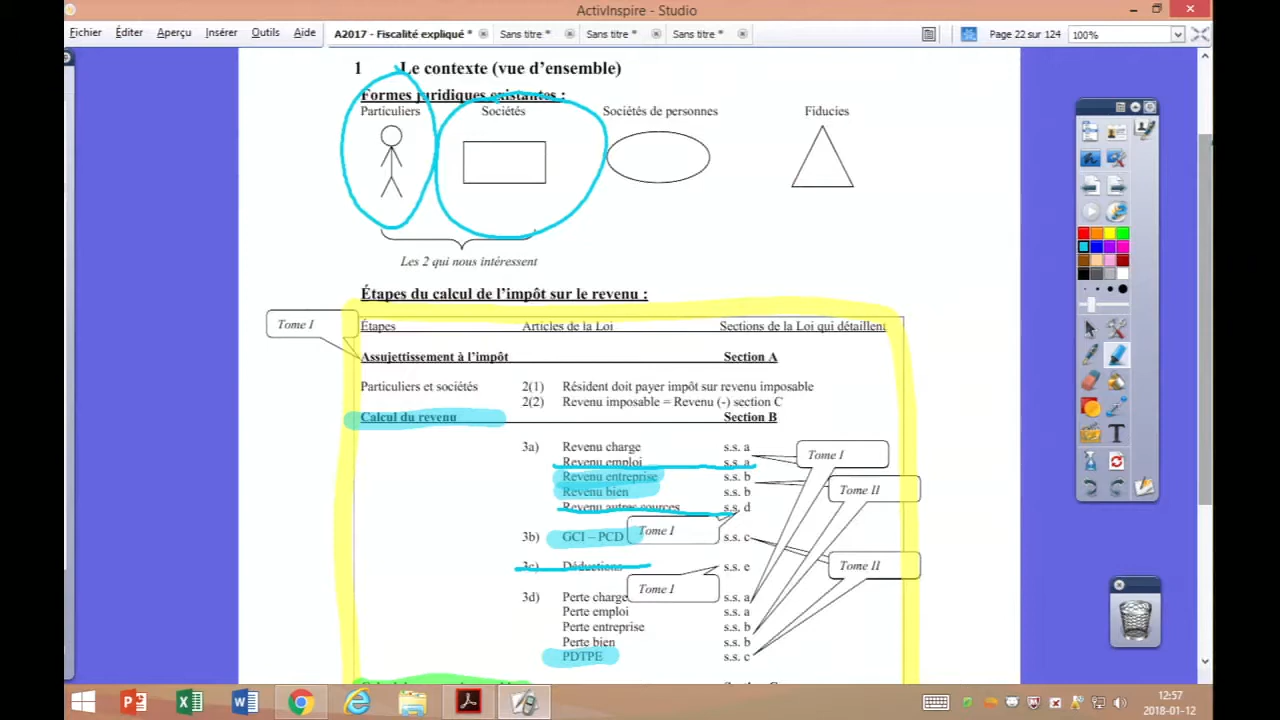 ActivInspire - Studio
Fichier Éditer Aperçu Insérer Outils Aide A2017 - Fiscalité expliqué * Sans titre * Sans titre * Sans titre * Page 22 sur 124 100%
1 Le contexte (vue d'ensemble)
Formes juridiques existantes :
Particuliers Sociétés Sociétés de personnes Fiducies
Les 2 qui nous intéressent
Étapes du calcul de l'impôt sur le revenu :
Tome I
Étapes Articles de la Loi Sections de la Loi qui détaillent
Assujettissement à l'impôt Section A
Particuliers et sociétés 2(1) Résident doit payer impôt sur revenu imposable
2(2) Revenu imposable = Revenu (-) section C
Calcul du revenu Section B
3a) Revenu charge s.s. a
Tome I
Revenu emploi s.s. a
Revenu entreprise s.s. b
Revenu bien s.s. b
Tome II
Revenu autres sources s.s. d
Tome I
3b) GCI – PCD s.s. c
3c) Déductions s.s. e
Tome II
Tome I
3d) Perte charge s.s. a
Perte emploi s.s. a
Perte entreprise s.s. b
Perte bien s.s. b
PDTPE s.s. c
12:57
2018-01-12